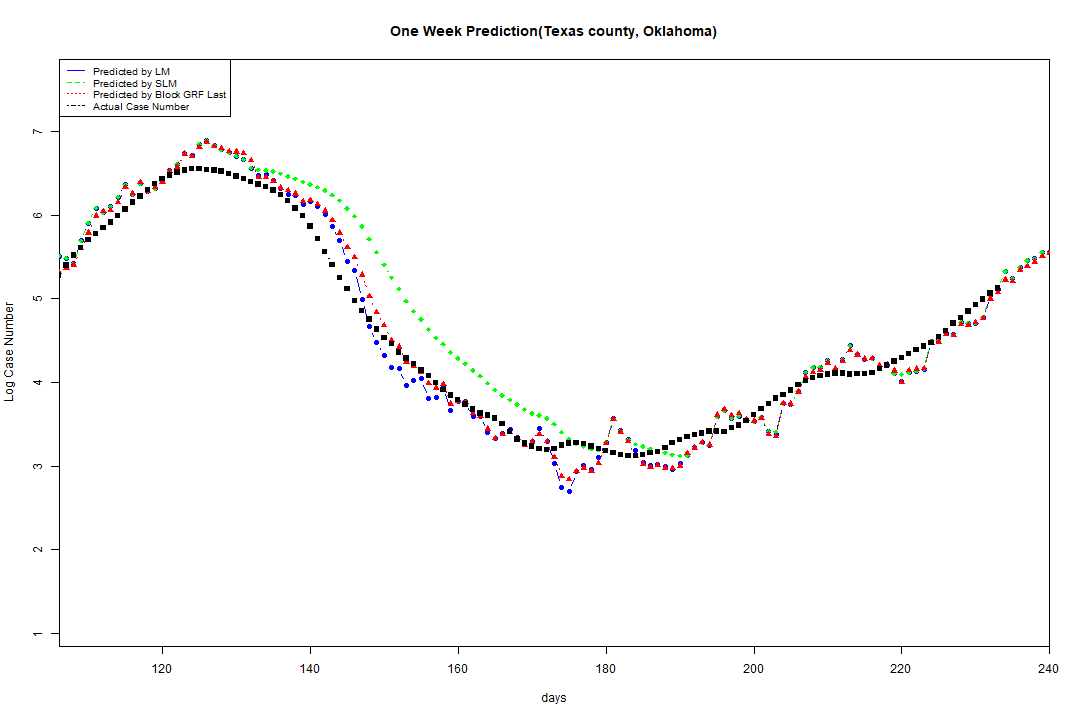 One Week Prediction(Texas county, Oklahoma)
Predicted by LM
Predicted by SLM
Predicted by Block GRF Last
Actual Case Number
Log Case Number
7
6
5
4
3
2
1
120 140 160 180 200 220 240
days